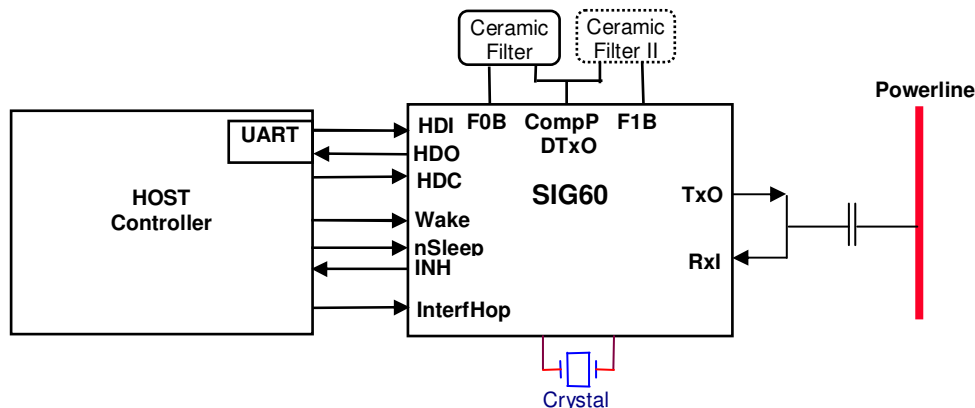 Ceramic
Filter
Ceramic
Filter II
Powerline
UART
HDI
F0B
CompP
F1B
DTxO
HDO
HDC
SIG60
TxO
HOST
Controller
Wake
nSleep
INH
RxI
InterfHop
Crystal